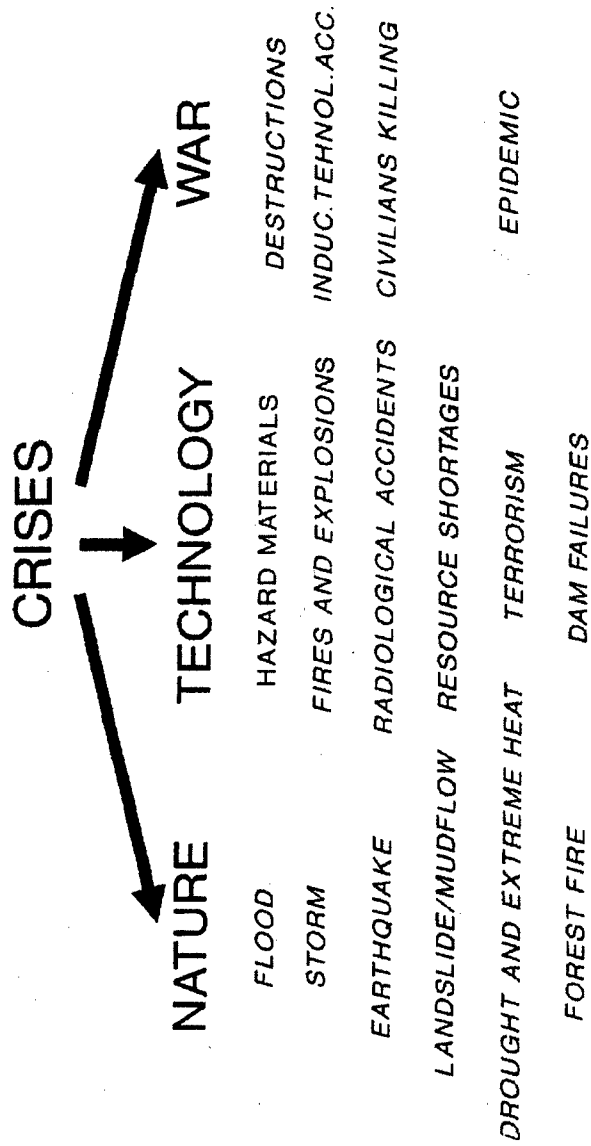 CRISES
NATURE TECHNOLOGY WAR
FLOOD HAZARD MATERIALS DESTRUCTIONS
STORM FIRES AND EXPLOSIONS INDUC.TEHNOL.ACC.
EARTHQUAKE RADIOLOGICAL ACCIDENTS CIVILIANS KILLING
LANDSLIDE/MUDFLOW RESOURCE SHORTAGES
DROUGHT AND EXTREME HEAT TERRORISM EPIDEMIC
FOREST FIRE DAM FAILURES